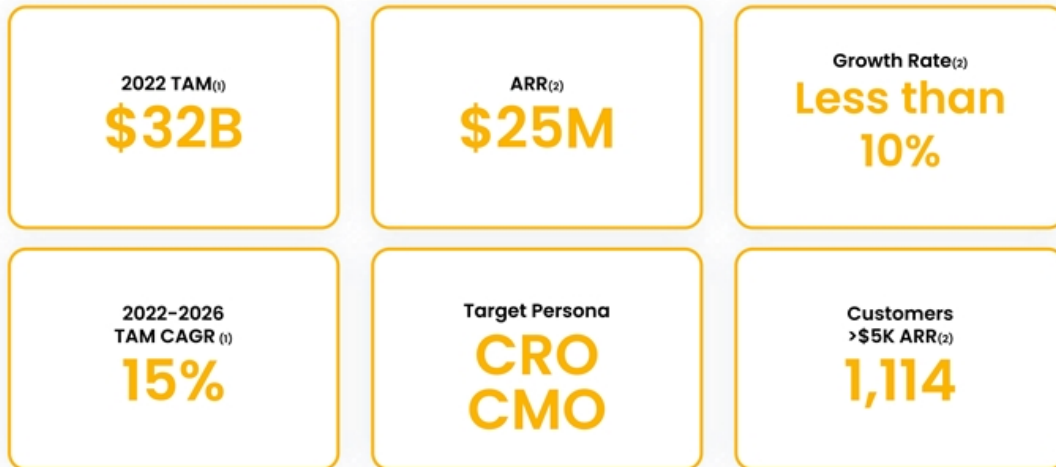 2022 TAM(1)
$32B
ARR(2)
$25M
Growth Rate(2)
Less than
10%
2022-2026
TAM CAGR (1)
15%
Target Persona
CRO
CMO
Customers
>$5K ARR(2)
1,114